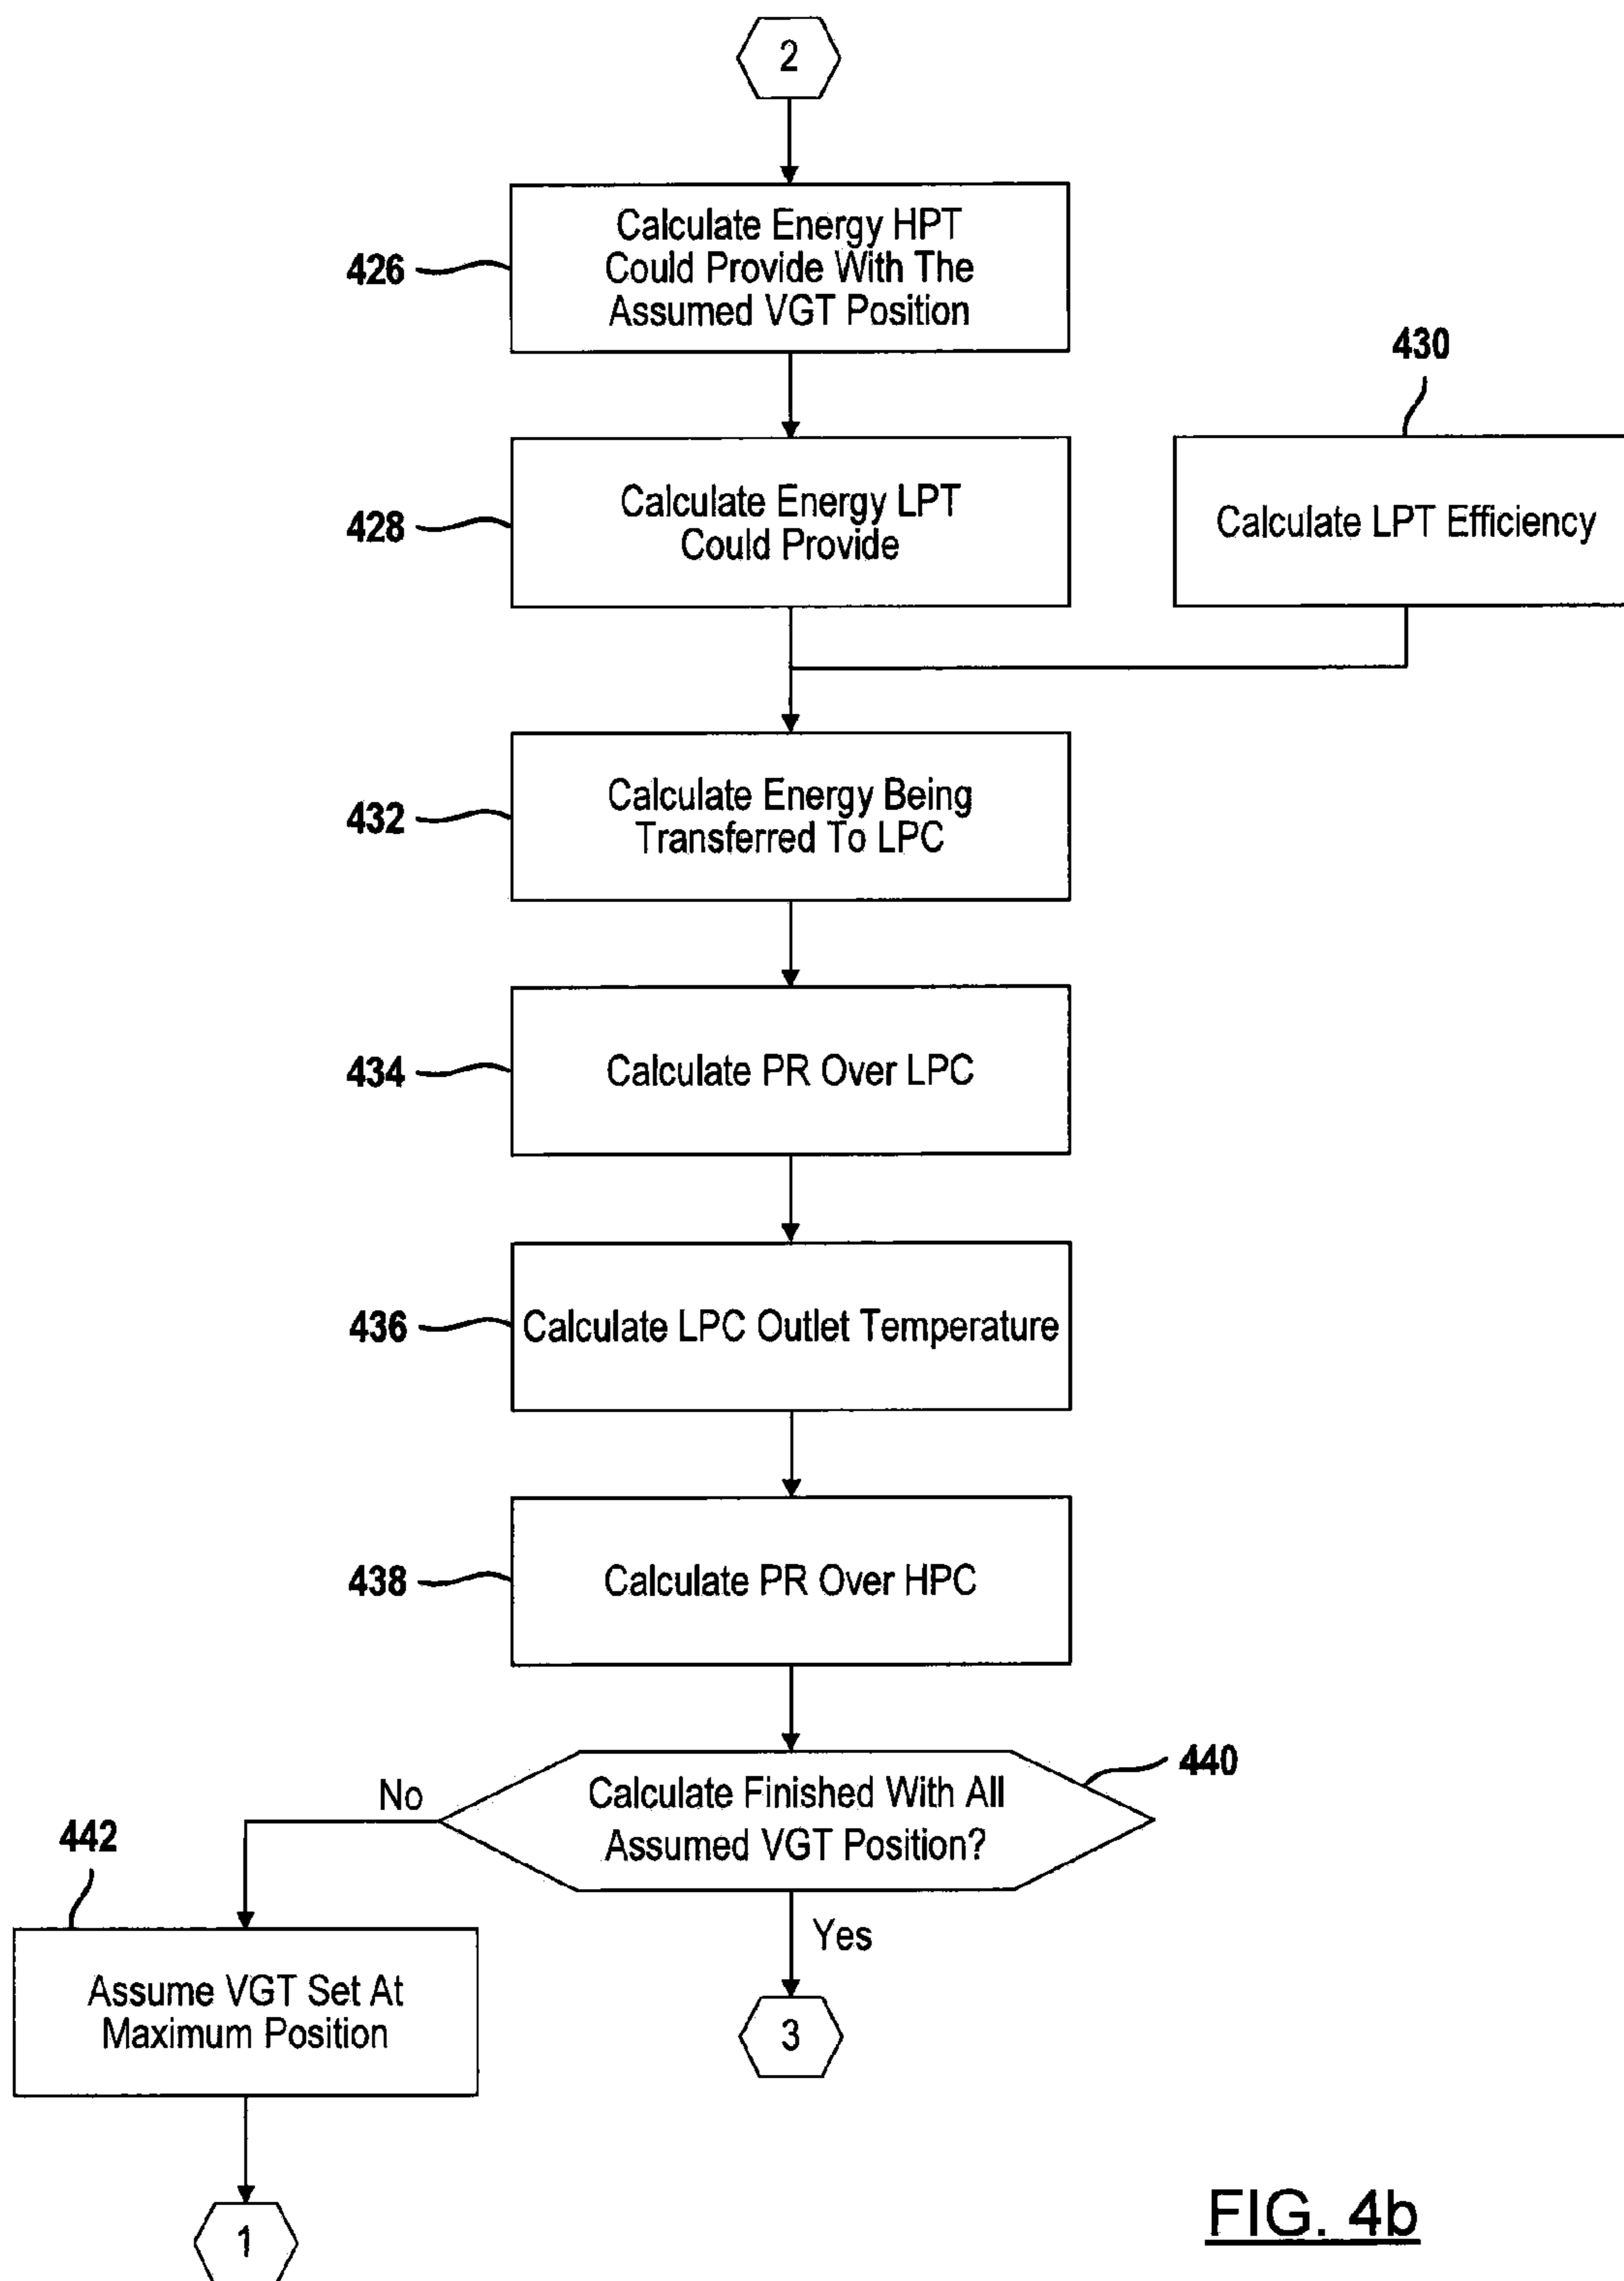 2
Calculate Energy HPT
Could Provide With The
Assumed VGT Position
426
430
Calculate Energy LPT
Could Provide
428
Calculate LPT Efficiency
Calculate Energy Being
Transferred To LPC
432
Calculate PR Over LPC
434
Calculate LPC Outlet Temperature
436
Calculate PR Over HPC
438
440
Calculate Finished With All
Assumed VGT Position?
No
442
Yes
Assume VGT Set At
Maximum Position
3
1
FIG. 4b